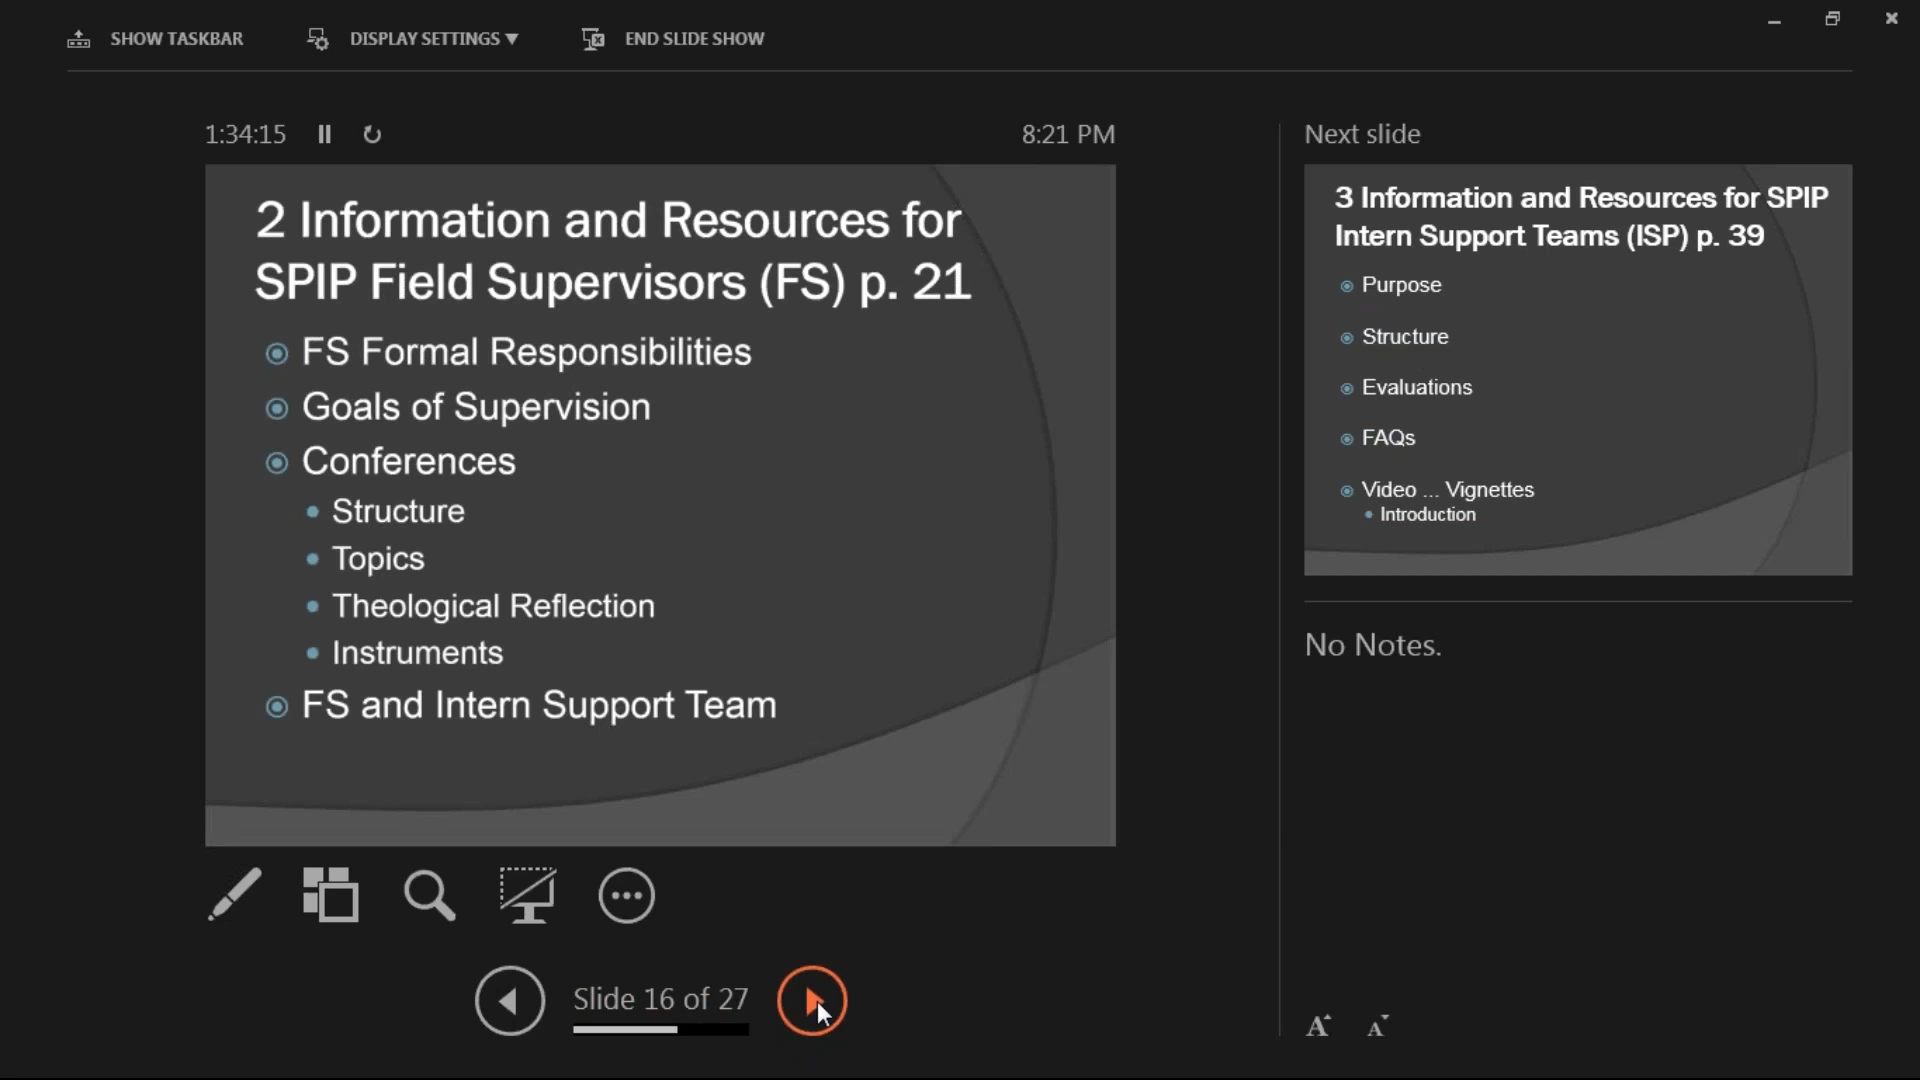 SHOW TASKBAR
DISPLAY SETTINGS
END SLIDE SHOW
1:34:15
8:21 PM
2 Information and Resources for
SPIP Field Supervisors (FS) p. 21
FS Formal Responsibilities
Goals of Supervision
Conferences
Structure
Topics
Theological Reflection
Instruments
FS and Intern Support Team
Slide 16 of 27
Next slide
3 Information and Resources for SPIP
Intern Support Teams (ISP) p. 39
Purpose
Structure
Evaluations
FAQs
Video ... Vignettes
Introduction
No Notes.
A A